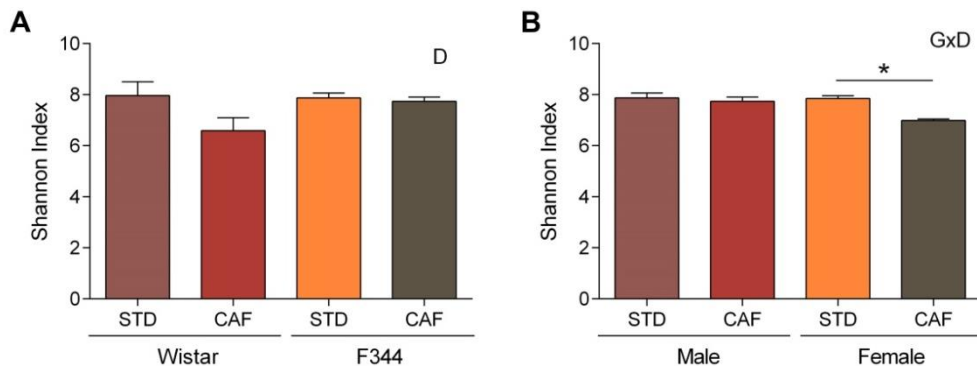 A
Shannon Index
10
8
6
4
2
0
D
STD CAF STD CAF
Wistar F344
B
Shannon Index
10
8
6
4
2
0
GxD
*
STD CAF STD CAF
Male Female